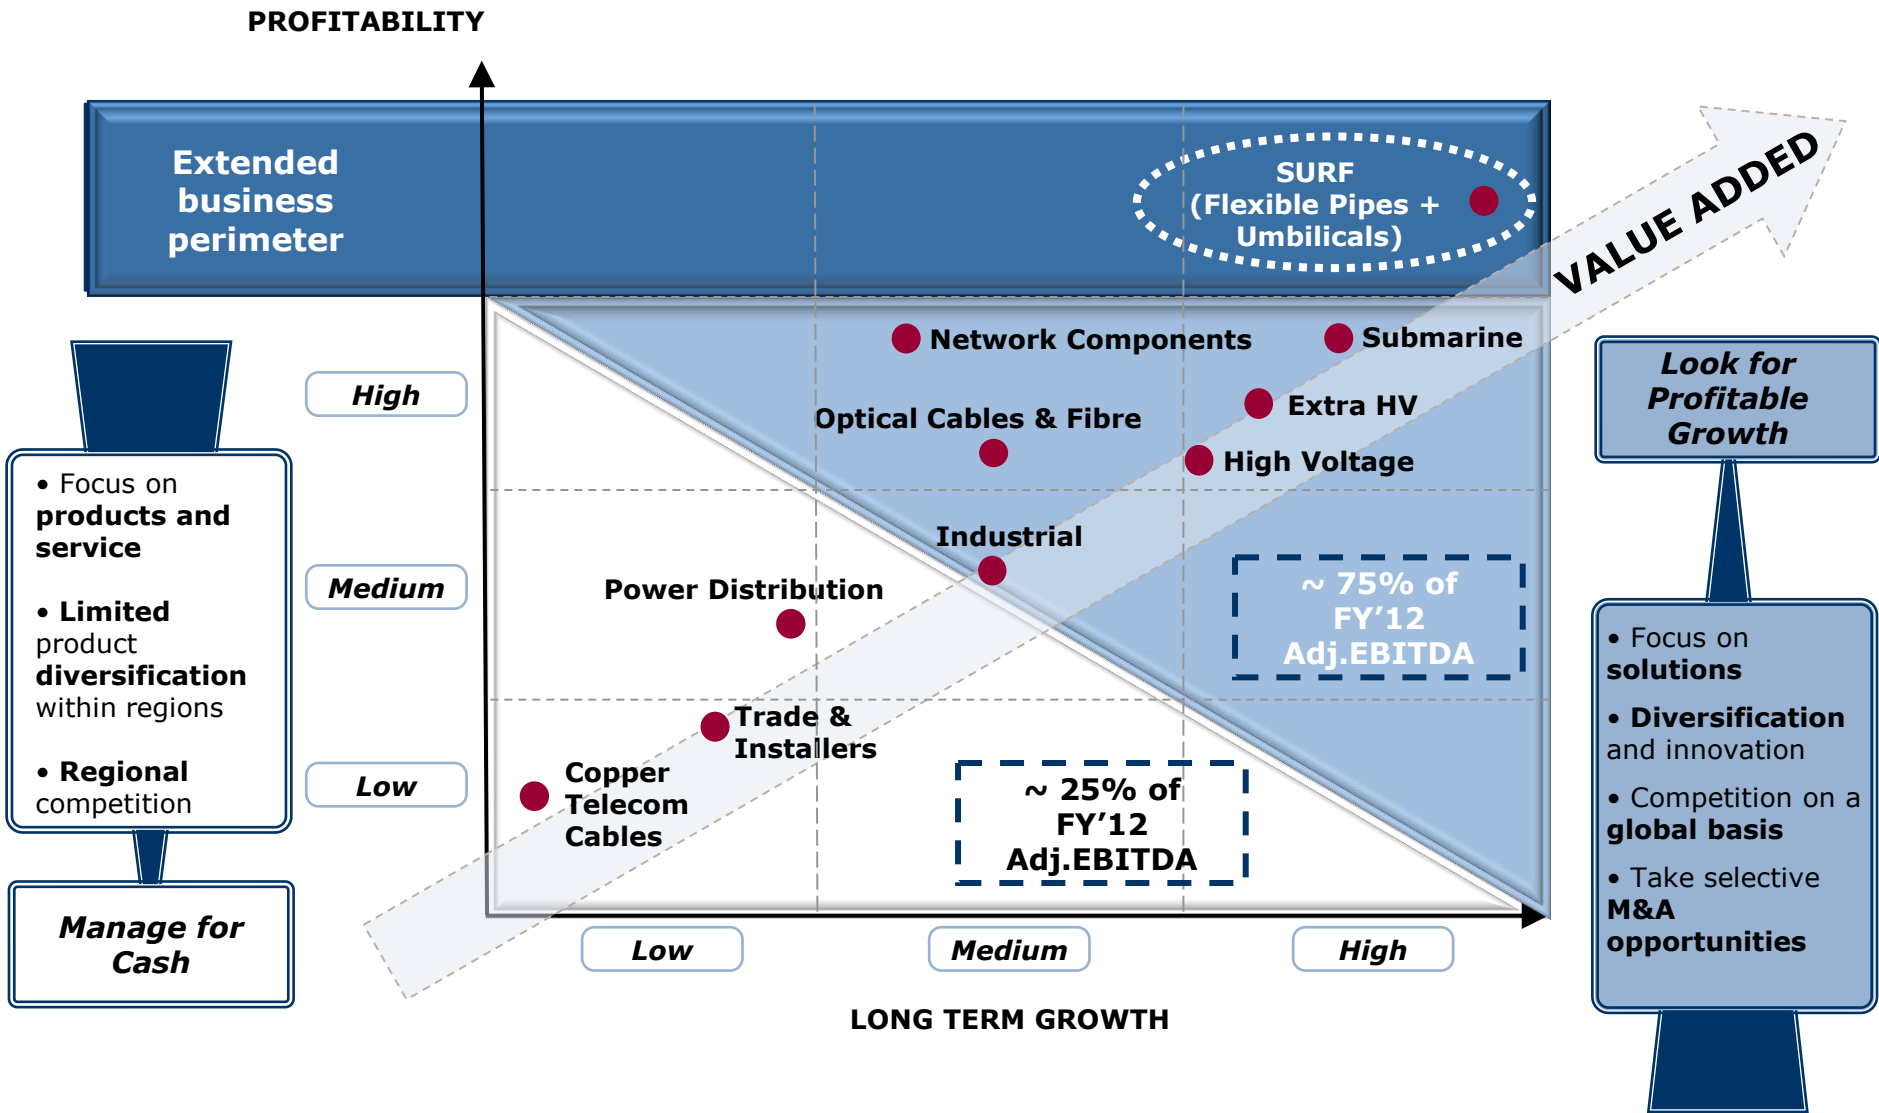 PROFITABILITY
Extended
business
perimeter
SURF
(Flexible Pipes +
Umbilicals)
VALUE ADDED
Network Components
Submarine
High
Optical Cables & Fibre
Extra HV
High Voltage
Look for
Profitable
Growth
• Focus on
products and
service
• Limited
product
diversification
within regions
• Regional
competition
Manage for
Cash
Medium
Industrial
Power Distribution
~ 75% of
FY'12
Adj.EBITDA
Low
Trade &
Installers
Copper
Telecom
Cables
~ 25% of
FY'12
Adj.EBITDA
• Focus on
solutions
• Diversification
and innovation
• Competition on a
global basis
• Take selective
M&A
opportunities
Low
Medium
High
LONG TERM GROWTH